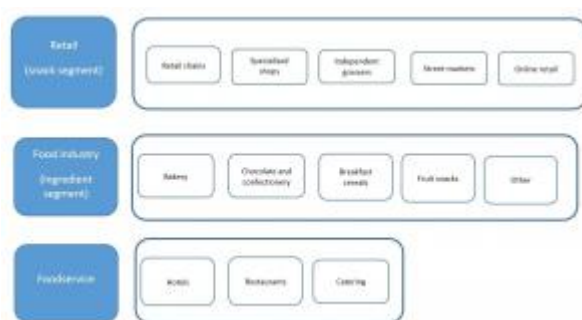 Retail
(snack segment)
Retail chains
Specialised
shops
Independent
grocers
Street markets
Online retail
Food industry
(ingredient
segment)
Bakery
Chocolate and
confectionery
Breakfast
cereals
Fruit snacks
Other
Foodservice
Hotels
Restaurants
Catering